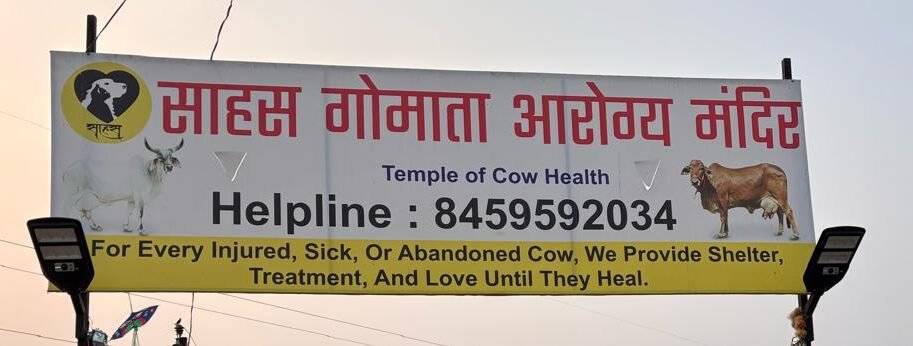 साहस
साहस गोमाता आरोग्य मंदिर
Temple of Cow Health
Helpline : 8459592034
For Every Injured, Sick, Or Abandoned Cow, We Provide Shelter,
Treatment, And Love Until They Heal.